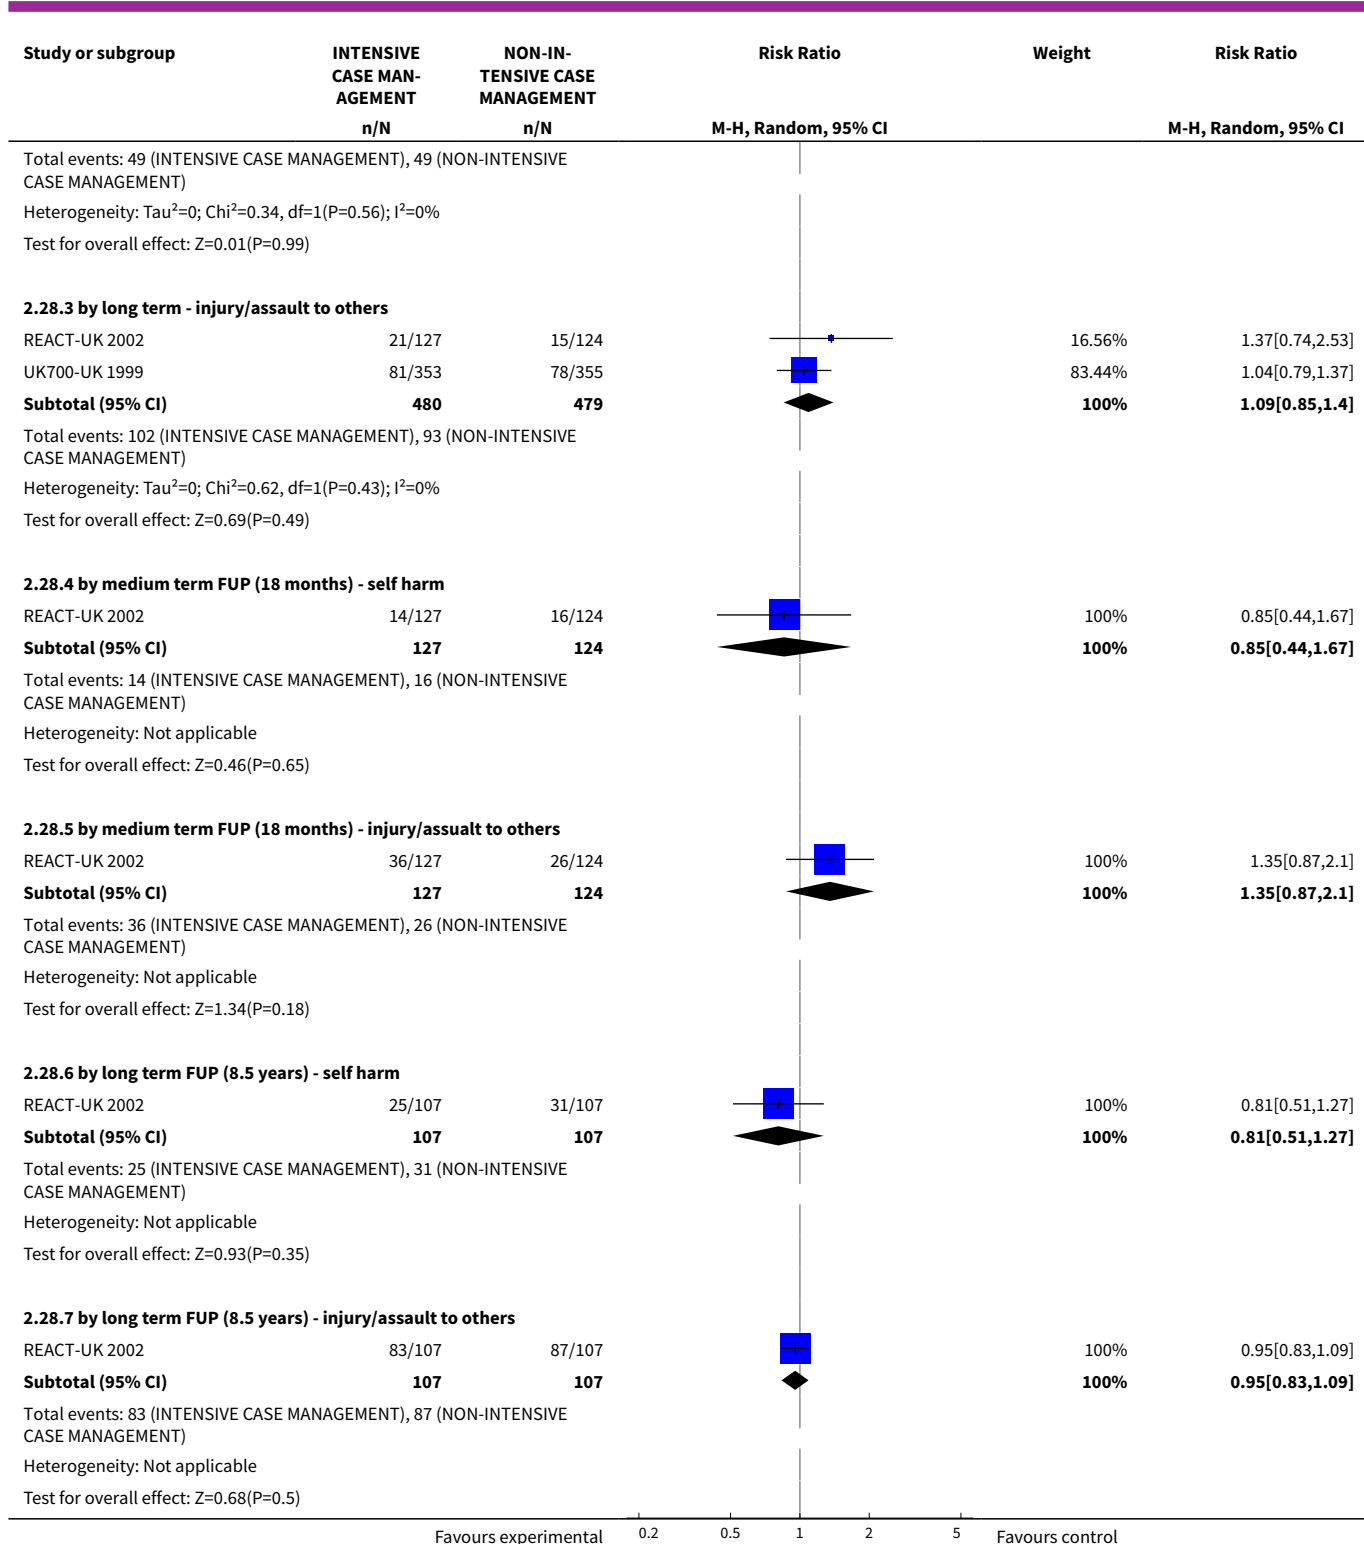 Study or subgroup INTENSIVE CASE MAN-AGEMENT NON-IN-TENSIVE CASE MANAGEMENT Risk Ratio Weight Risk Ratio
n/N n/N M-H, Random, 95% CI M-H, Random, 95% CI
Total events: 49 (INTENSIVE CASE MANAGEMENT), 49 (NON-INTENSIVE
CASE MANAGEMENT)
Heterogeneity: Tau²=0; Chi²=0.34, df=1(P=0.56); I²=0%
Test for overall effect: Z=0.01(P=0.99)
2.28.3 by long term - injury/assault to others
REACT-UK 2002 21/127 15/124 16.56% 1.37[0.74,2.53]
UK700-UK 1999 81/353 78/355 83.44% 1.04[0.79,1.37]
Subtotal (95% CI) 480 479 100% 1.09[0.85,1.4]
Total events: 102 (INTENSIVE CASE MANAGEMENT), 93 (NON-INTENSIVE
CASE MANAGEMENT)
Heterogeneity: Tau²=0; Chi²=0.62, df=1(P=0.43); I²=0%
Test for overall effect: Z=0.69(P=0.49)
2.28.4 by medium term FUP (18 months) - self harm
REACT-UK 2002 14/127 16/124 100% 0.85[0.44,1.67]
Subtotal (95% CI) 127 124 100% 0.85[0.44,1.67]
Total events: 14 (INTENSIVE CASE MANAGEMENT), 16 (NON-INTENSIVE
CASE MANAGEMENT)
Heterogeneity: Not applicable
Test for overall effect: Z=0.46(P=0.65)
2.28.5 by medium term FUP (18 months) - injury/assualt to others
REACT-UK 2002 36/127 26/124 100% 1.35[0.87,2.1]
Subtotal (95% CI) 127 124 100% 1.35[0.87,2.1]
Total events: 36 (INTENSIVE CASE MANAGEMENT), 26 (NON-INTENSIVE
CASE MANAGEMENT)
Heterogeneity: Not applicable
Test for overall effect: Z=1.34(P=0.18)
2.28.6 by long term FUP (8.5 years) - self harm
REACT-UK 2002 25/107 31/107 100% 0.81[0.51,1.27]
Subtotal (95% CI) 107 107 100% 0.81[0.51,1.27]
Total events: 25 (INTENSIVE CASE MANAGEMENT), 31 (NON-INTENSIVE
CASE MANAGEMENT)
Heterogeneity: Not applicable
Test for overall effect: Z=0.93(P=0.35)
2.28.7 by long term FUP (8.5 years) - injury/assault to others
REACT-UK 2002 83/107 87/107 100% 0.95[0.83,1.09]
Subtotal (95% CI) 107 107 100% 0.95[0.83,1.09]
Total events: 83 (INTENSIVE CASE MANAGEMENT), 87 (NON-INTENSIVE
CASE MANAGEMENT)
Heterogeneity: Not applicable
Test for overall effect: Z=0.68(P=0.5)
Favours experimental 0.2 0.5 1 2 5 Favours control